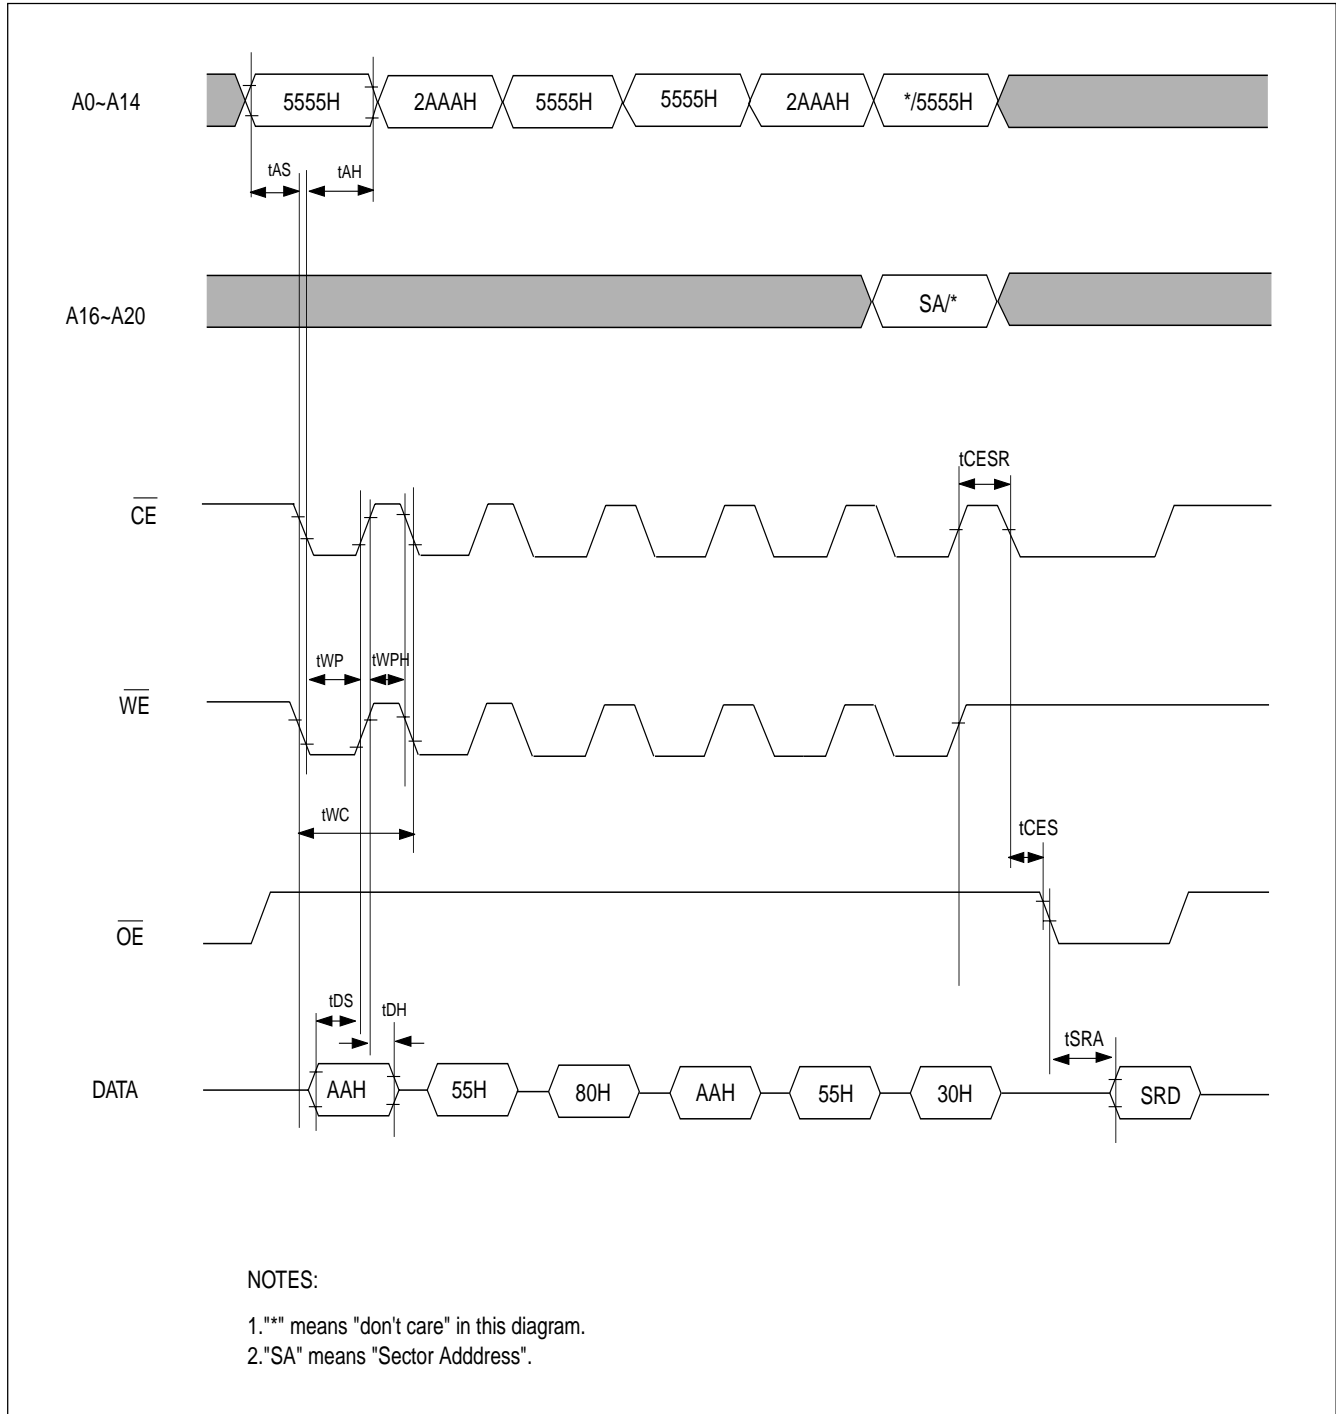 A0~A14 5555H 2AAAH 5555H 5555H 2AAAH */5555H
tAS tAH
A16~A20 SA/*
tCESR
CE
tWP tWPH
WE
tWC
tCES
OE
tDS tDH
tSRA
DATA AAH 55H 80H AAH 55H 30H SRD
NOTES:
1."*" means "don't care" in this diagram.
2."SA" means "Sector Adddress".